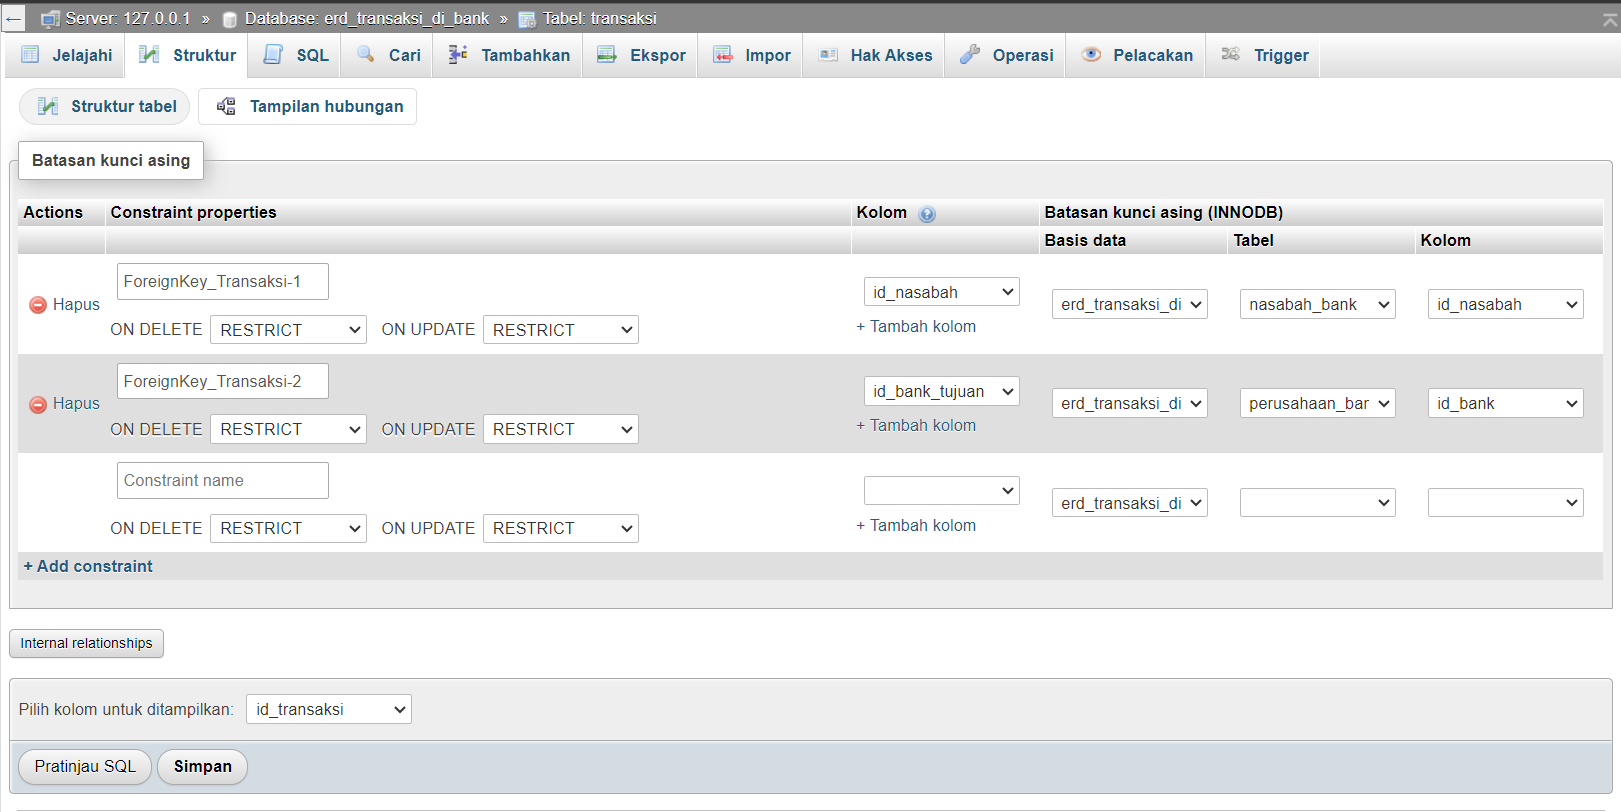 Server: 127.0.0.1 » Database: erd_transaksi_di_bank » Tabel: transaksi
Jelajahi Struktur SQL Cari Tambahkan Ekspor Impor Hak Akses Operasi Pelacakan Trigger
Struktur tabel Tampilan hubungan
Batasan kunci asing
Actions Constraint properties Kolom Batasan kunci asing (INNODB)
Basis data Tabel Kolom
ForeignKey_Transaksi-1
Hapus
ON DELETE RESTRICT ON UPDATE RESTRICT
id_nasabah
+ Tambah kolom
erd_transaksi_di nasabah_bank id_nasabah
ForeignKey_Transaksi-2
Hapus
ON DELETE RESTRICT ON UPDATE RESTRICT
id_bank_tujuan
+ Tambah kolom
erd_transaksi_di perusahaan_bar id_bank
Constraint name
ON DELETE RESTRICT ON UPDATE RESTRICT
+ Tambah kolom
erd_transaksi_di
+ Add constraint
Internal relationships
Pilih kolom untuk ditampilkan: id_transaksi
Pratinjau SQL Simpan